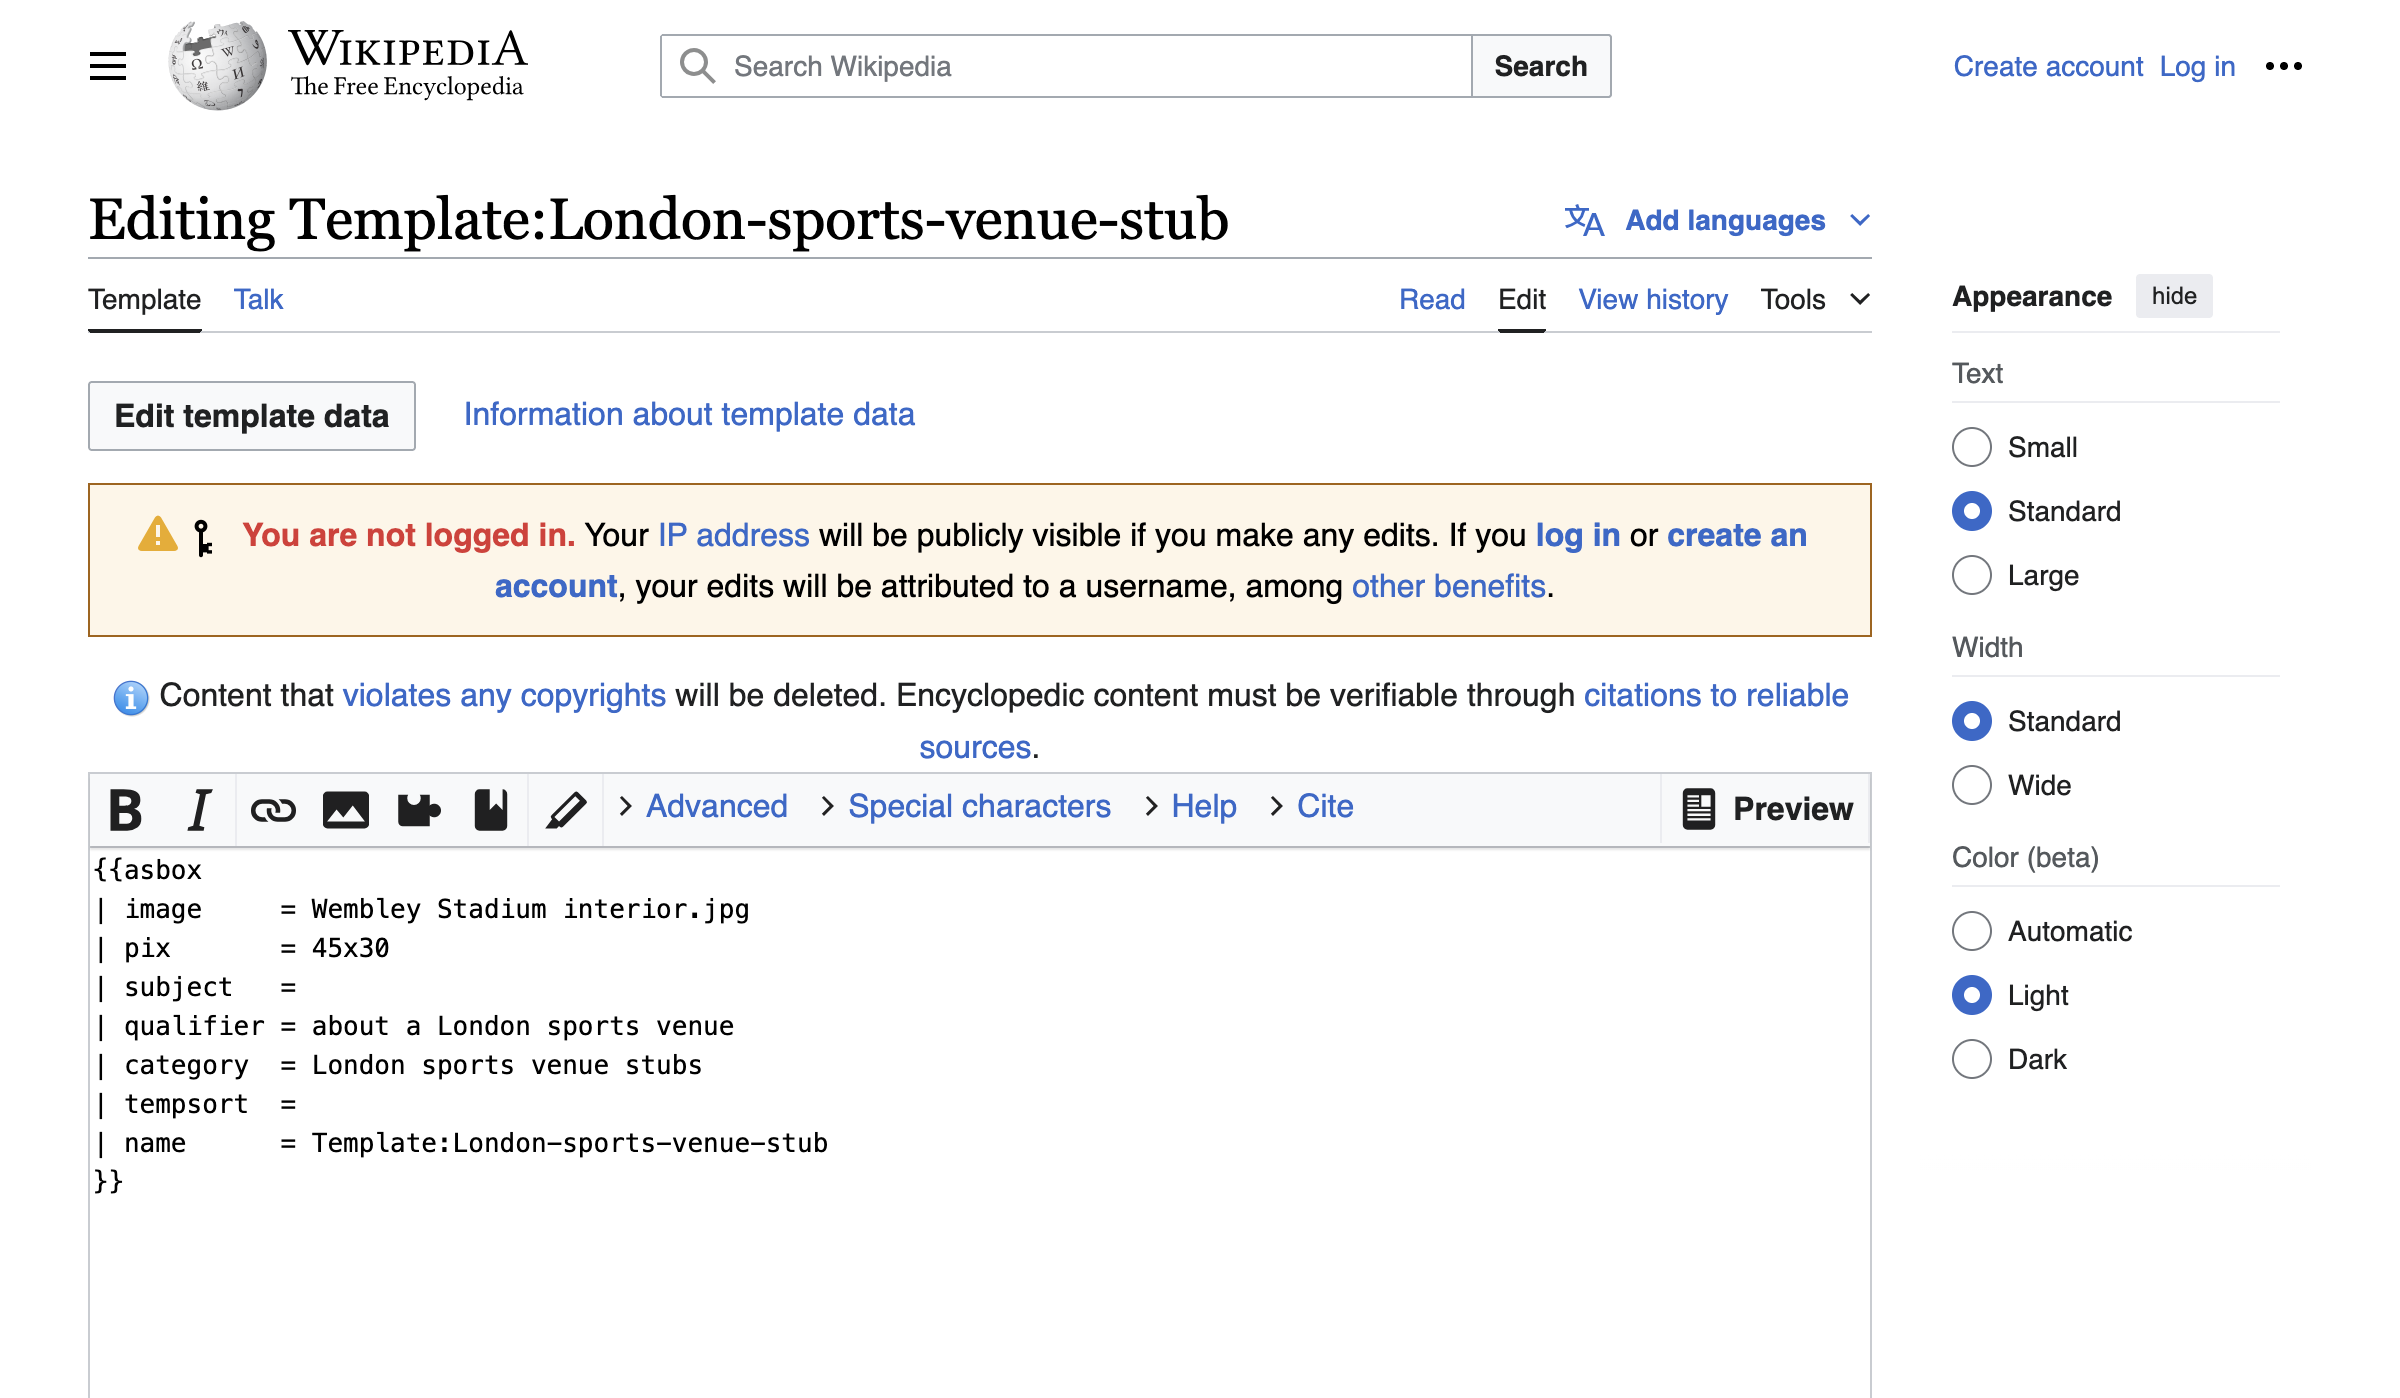 WIKIPEDIA
The Free Encyclopedia
Search Wikipedia
Search
Create account Log in
Editing Template:London-sports-venue-stub
Add languages
Template Talk
Read Edit View history Tools
Edit template data
Information about template data
You are not logged in. Your IP address will be publicly visible if you make any edits. If you log in or create an
account, your edits will be attributed to a username, among other benefits.
Content that violates any copyrights will be deleted. Encyclopedic content must be verifiable through citations to reliable
sources.
B I
Advanced Special characters Help Cite
Preview
{{asbox
| image     = Wembley Stadium interior.jpg
| pix       = 45x30
| subject   =
| qualifier = about a London sports venue
| category  = London sports venue stubs
| tempsort  =
| name      = Template:London-sports-venue-stub
}}
Appearance hide
Text
Small
Standard
Large
Width
Standard
Wide
Color (beta)
Automatic
Light
Dark